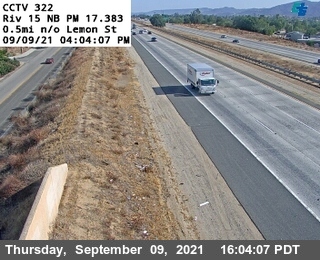 CCTV 322
Riv 15 NB PM 17.383
0.5mi n/o Lemon St
09/09/21 04:04:07 PM
Thursday, September 09, 2021 16:04:07 PDT